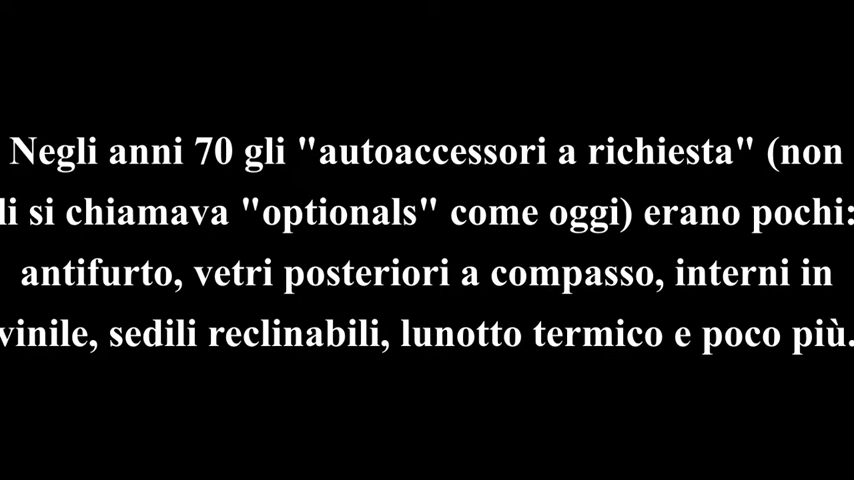 Negli anni 70 gli "autoaccessori a richiesta" (non
li si chiamava "optionals" come oggi) erano pochi:
antifurto, vetri posteriori a compasso, interni in
vinile, sedili reclinabili, lunotto termico e poco più.